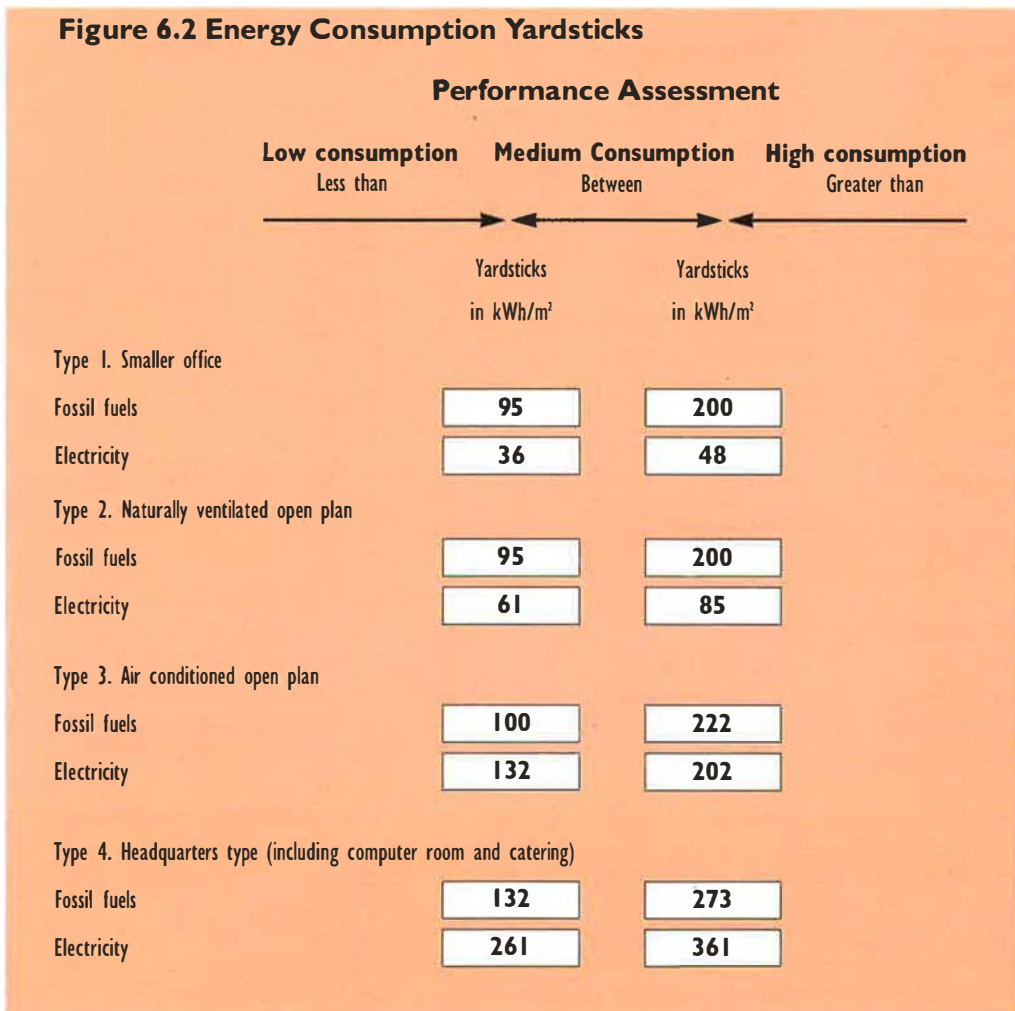 Figure 6.2 Energy Consumption Yardsticks
Performance Assessment
Low consumption Medium Consumption High consumption
Less than Between Greater than
Yardsticks Yardsticks
in kWh/m² in kWh/m²
Type 1. Smaller office
Fossil fuels 95 200
Electricity 36 48
Type 2. Naturally ventilated open plan
Fossil fuels 95 200
Electricity 61 85
Type 3. Air conditioned open plan
Fossil fuels 100 222
Electricity 132 202
Type 4. Headquarters type (including computer room and catering)
Fossil fuels 132 273
Electricity 261 361